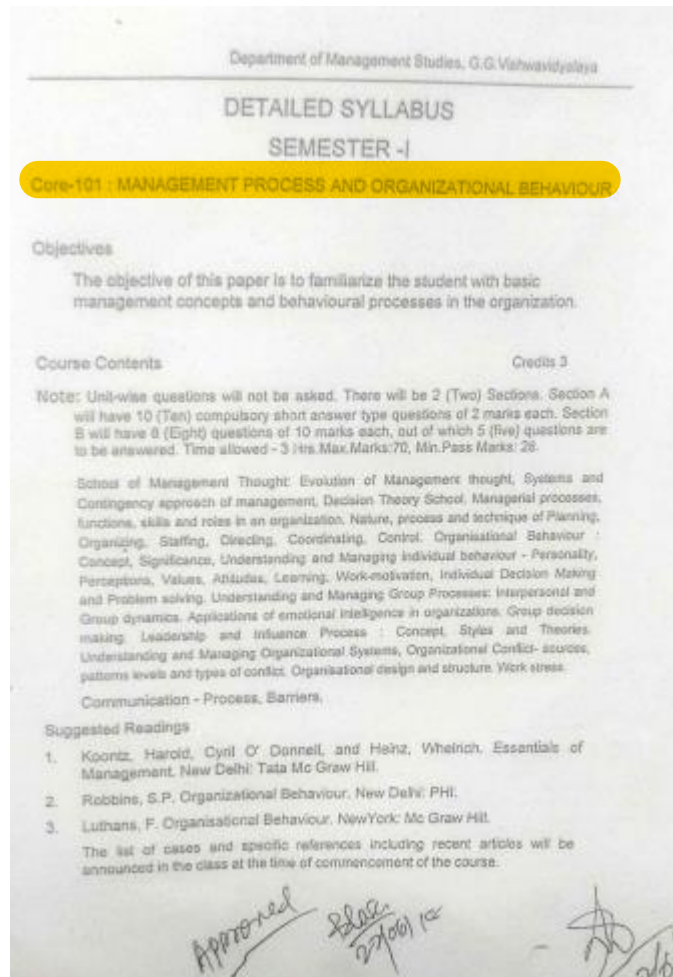 Department of Management Studies, G.G.Vishwavidyalaya
DETAILED SYLLABUS
SEMESTER -I
Core-101 : MANAGEMENT PROCESS AND ORGANIZATIONAL BEHAVIOUR
Objectives
The objective of this paper is to familiarize the student with basic
management concepts and behavioural processes in the organization.
Course Contents Credits 3
Note: Unit-wise questions will not be asked. There will be 2 (Two) Sections. Section A
will have 10 (Ten) compulsory short answer type questions of 2 marks each. Section
B will have 8 (Eight) questions of 10 marks each, out of which 5 (five) questions are
to be answered. Time allowed - 3 Hrs.Max.Marks:70, Min.Pass Marks: 28.
School of Management Thought: Evolution of Management thought, Systems and
Contingency approach of management, Decision Theory School, Managerial processes,
functions, skills and roles in an organization. Nature, process and technique of Planning,
Organizing, Staffing, Directing, Coordinating, Control. Organisational Behaviour :
Concept, Significance, Understanding and Managing individual behaviour - Personality,
Perceptions, Values, Attitudes, Learning, Work-motivation, Individual Decision Making
and Problem solving. Understanding and Managing Group Processes: Interpersonal and
Group dynamics. Applications of emotional intelligence in organizations. Group decision
making. Leadership and Influence Process : Concept, Styles and Theories.
Understanding and Managing Organizational Systems, Organizational Conflict- sources,
patterns levels and types of conflict. Organisational design and structure. Work stress.
Communication - Process, Barriers.
Suggested Readings
1. Koontz, Harold, Cyril O' Donnell, and Heinz, Whelrich. Essentials of
Management. New Delhi: Tata Mc Graw Hill.
2. Robbins, S.P, Organizational Behaviour. New Delhi: PHI.
3. Luthans, F. Organisational Behaviour. NewYork: Mc Graw Hill.
The list of cases and specific references including recent articles will be
announced in the class at the time of commencement of the course.
Approved